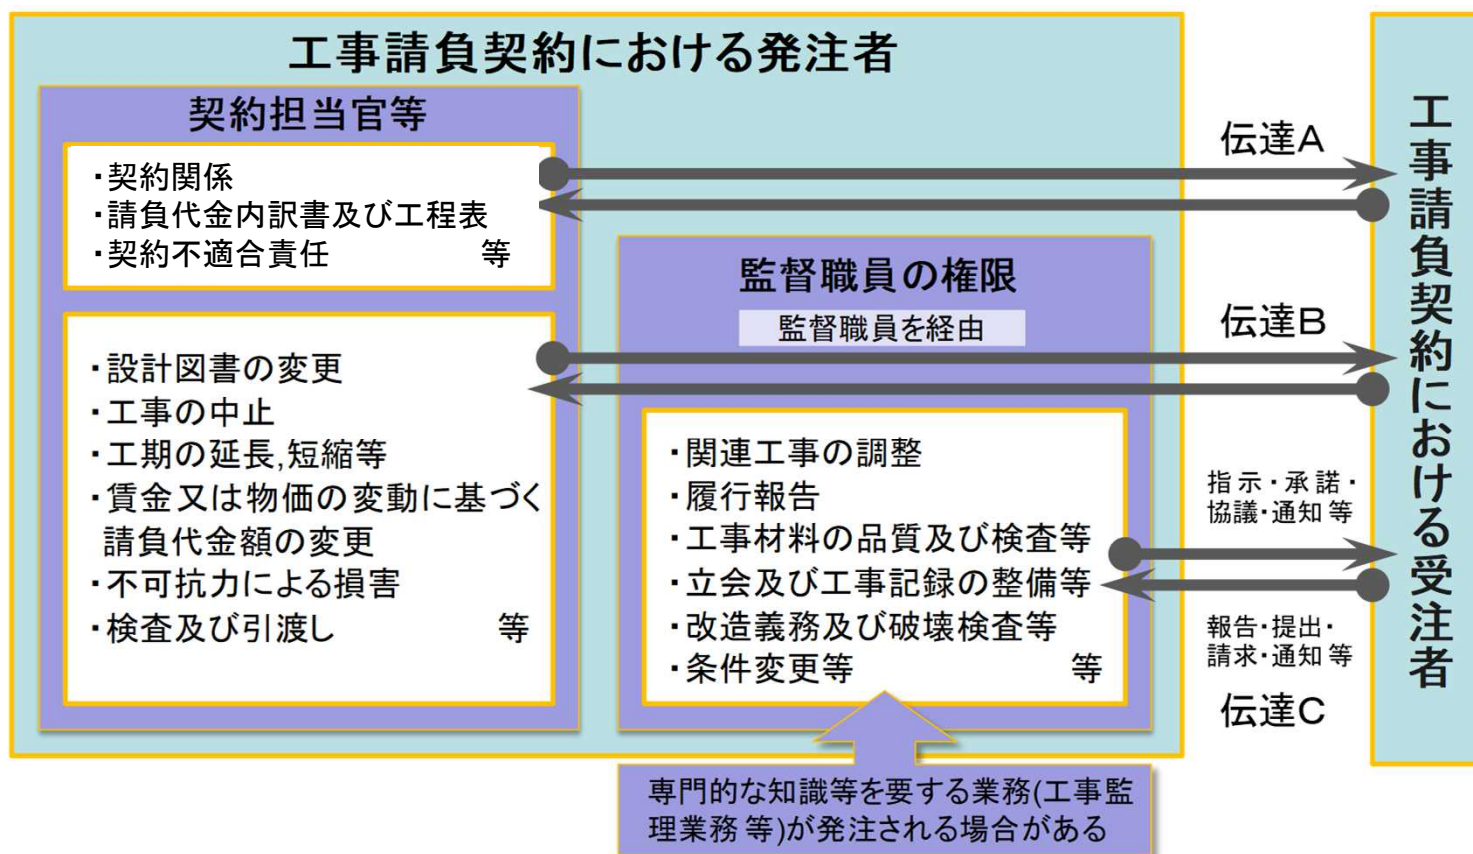 工事請負契約における発注者
契約担当官等
・契約関係
・請負代金内訳書及び工程表
・契約不適合責任 等
・設計図書の変更
・工事の中止
・工期の延長,短縮等
・賃金又は物価の変動に基づく
請負代金額の変更
・不可抗力による損害
・検査及び引渡し 等
監督職員の権限
監督職員を経由
・関連工事の調整
・履行報告
・工事材料の品質及び検査等
・立会及び工事記録の整備等
・改造義務及び破壊検査等
・条件変更等 等
専門的な知識等を要する業務(工事監
理業務 等)が発注される場合がある
伝達A
伝達B
指示・承諾・
協議・通知 等
報告・提出・
請求・通知 等
伝達C
工事請負契約における受注者